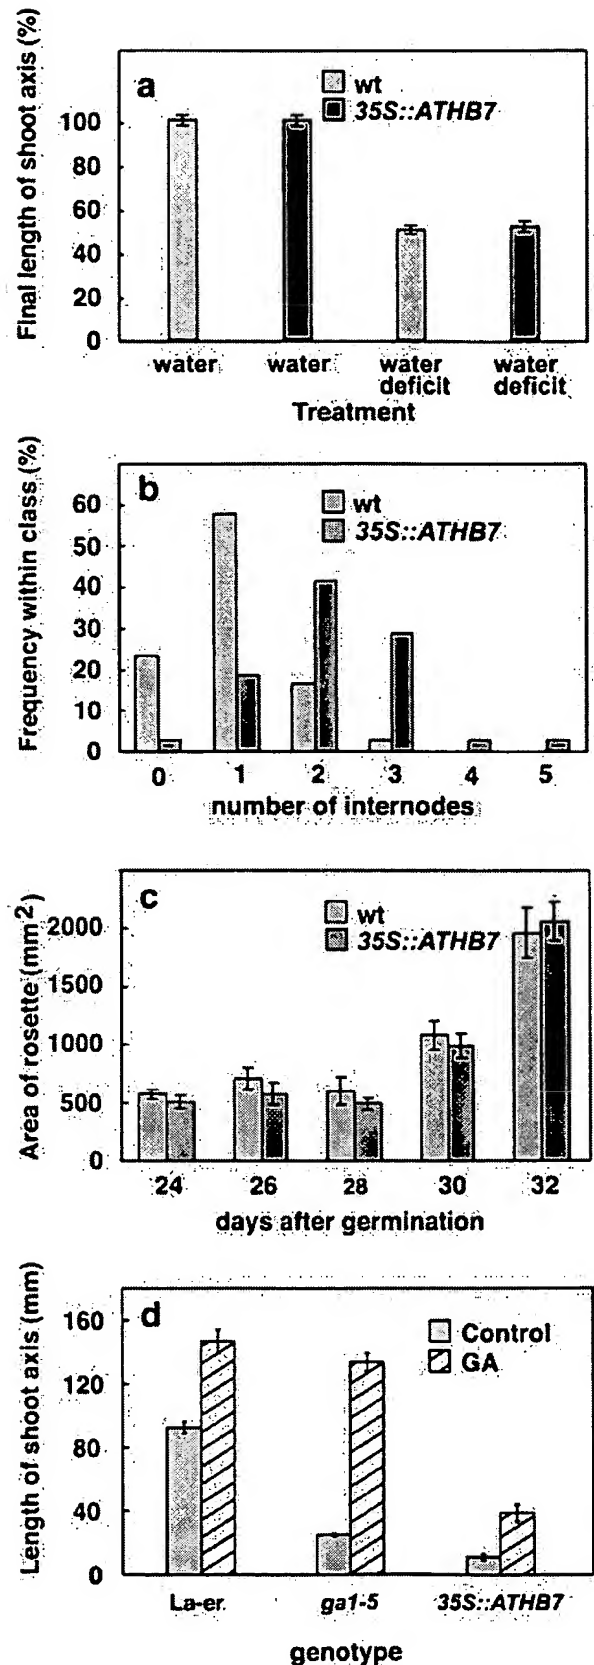 Final length of shoot axis (%)
a
wt
35S::ATHB7
100
80
60
40
20
0
water water water deficit water deficit
Treatment
Frequency within class (%)
b
wt
35S::ATHB7
60
50
40
30
20
10
0
0 1 2 3 4 5
number of internodes
Area of rosette (mm2)
c
wt
35S::ATHB7
2000
1500
1000
500
0
24 26 28 30 32
days after germination
Length of shoot axis (mm)
d
Control
GA
160
120
80
40
0
La-er. ga1-5 35S::ATHB7
genotype